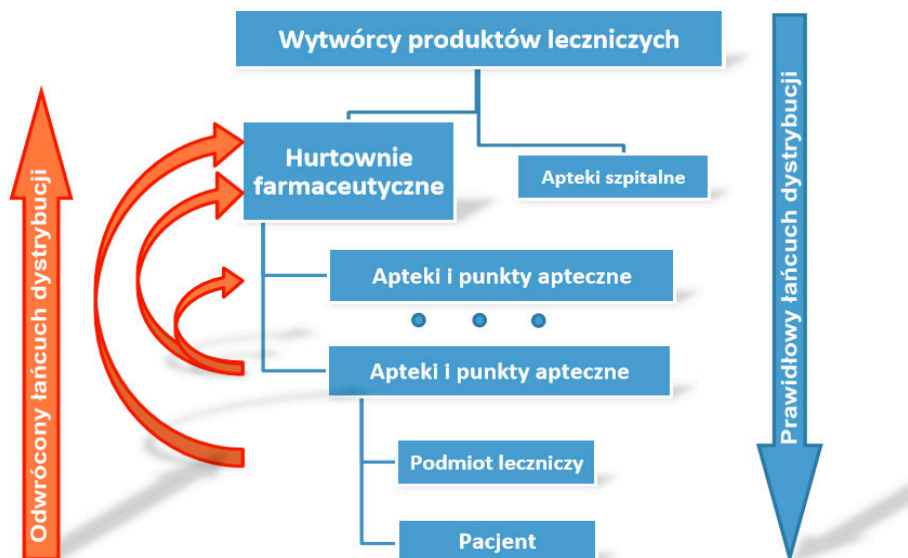 Wytwórcy produktów leczniczych
Hurtownie
farmaceutyczne
Apteki szpitalne
Apteki i punkty apteczne
Apteki i punkty apteczne
Podmiot leczniczy
Pacjent
Odwrócony łańcuch dystrybucji
Prawidłowy łańcuch dystrybucji